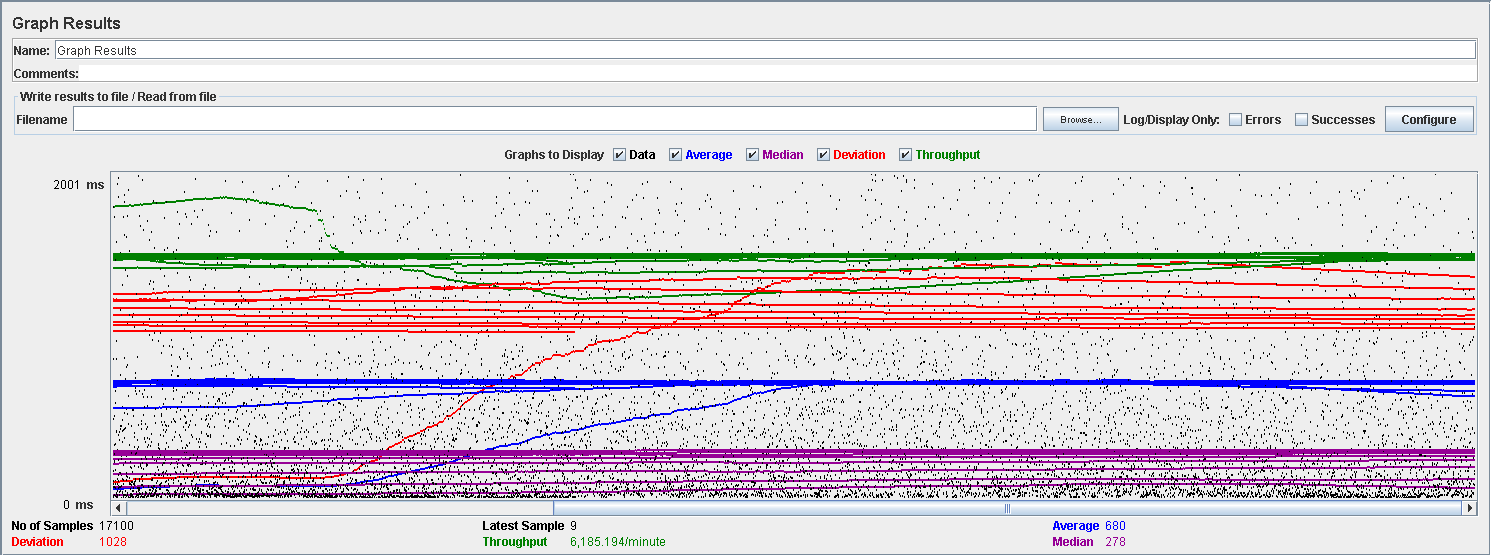 Graph Results
Name: Graph Results
Comments:
Write results to file / Read from file
Filename Browse... Log/Display Only: Errors Successes Configure
Graphs to Display Data Average Median Deviation Throughput
2001 ms
0 ms
No of Samples 17100 Latest Sample 9 Average 680
Deviation 1028 Throughput 6,185.194/minute Median 278